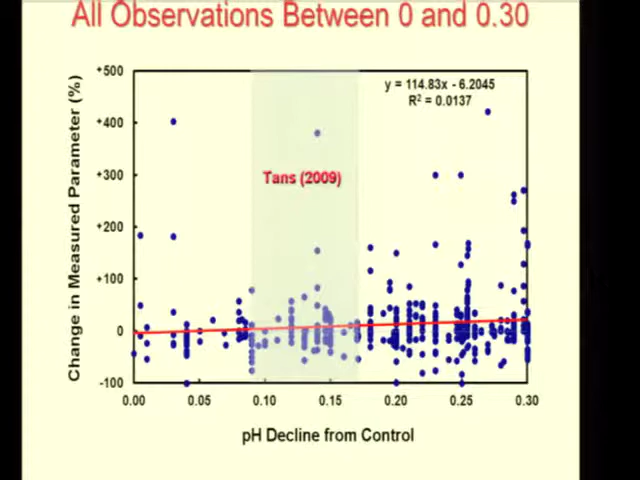 All Observations Between 0 and 0.30
+500
+400
+300
+200
+100
0
-100
Change in Measured Parameter (%)
y = 114.83x - 6.2045
R² = 0.0137
Tans (2009)
0.00 0.05 0.10 0.15 0.20 0.25 0.30
pH Decline from Control